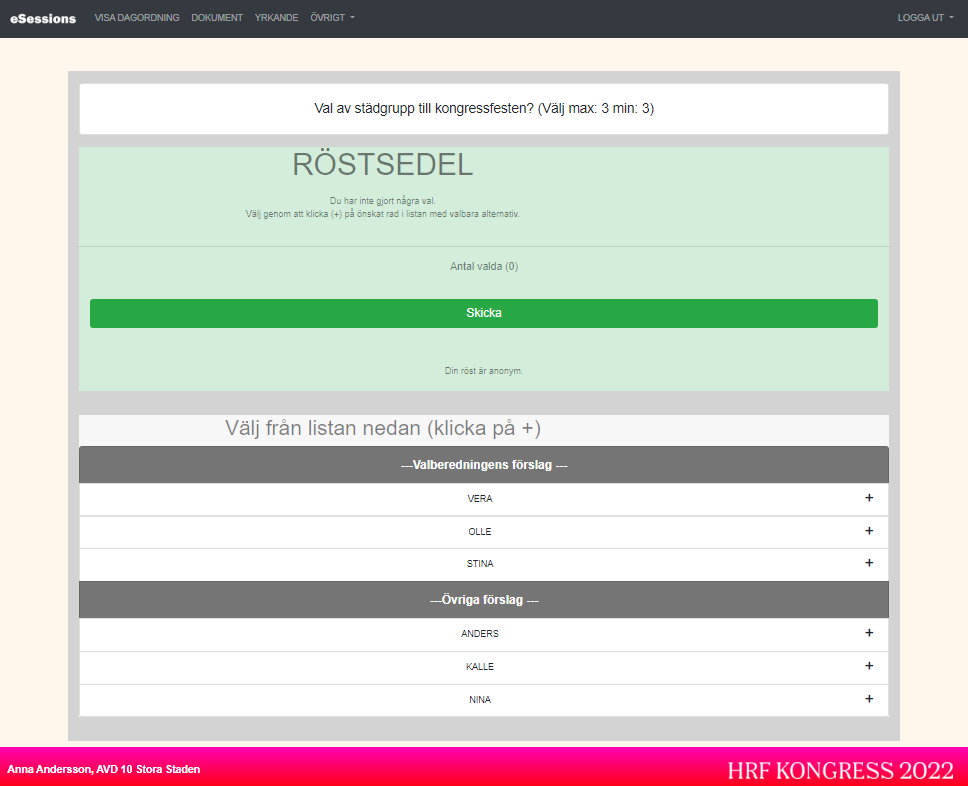 eSessions VISA DAGORDNING DOKUMENT YRKANDE ÖVRIGT LOGGA UT
Val av städgrupp till kongressfesten? (Välj max: 3 min: 3)
RÖSTSEDEL
Du har inte gjort några val.
Välj genom att klicka (+) på önskat rad i listan med valbara alternativ.
Antal valda (0)
Skicka
Din röst är anonym.
Välj från listan nedan (klicka på +)
---Valberedningens förslag ---
VERA +
OLLE +
STINA +
---Övriga förslag ---
ANDERS +
KALLE +
NINA +
Anna Andersson, AVD 10 Stora Staden HRF KONGRESS 2022